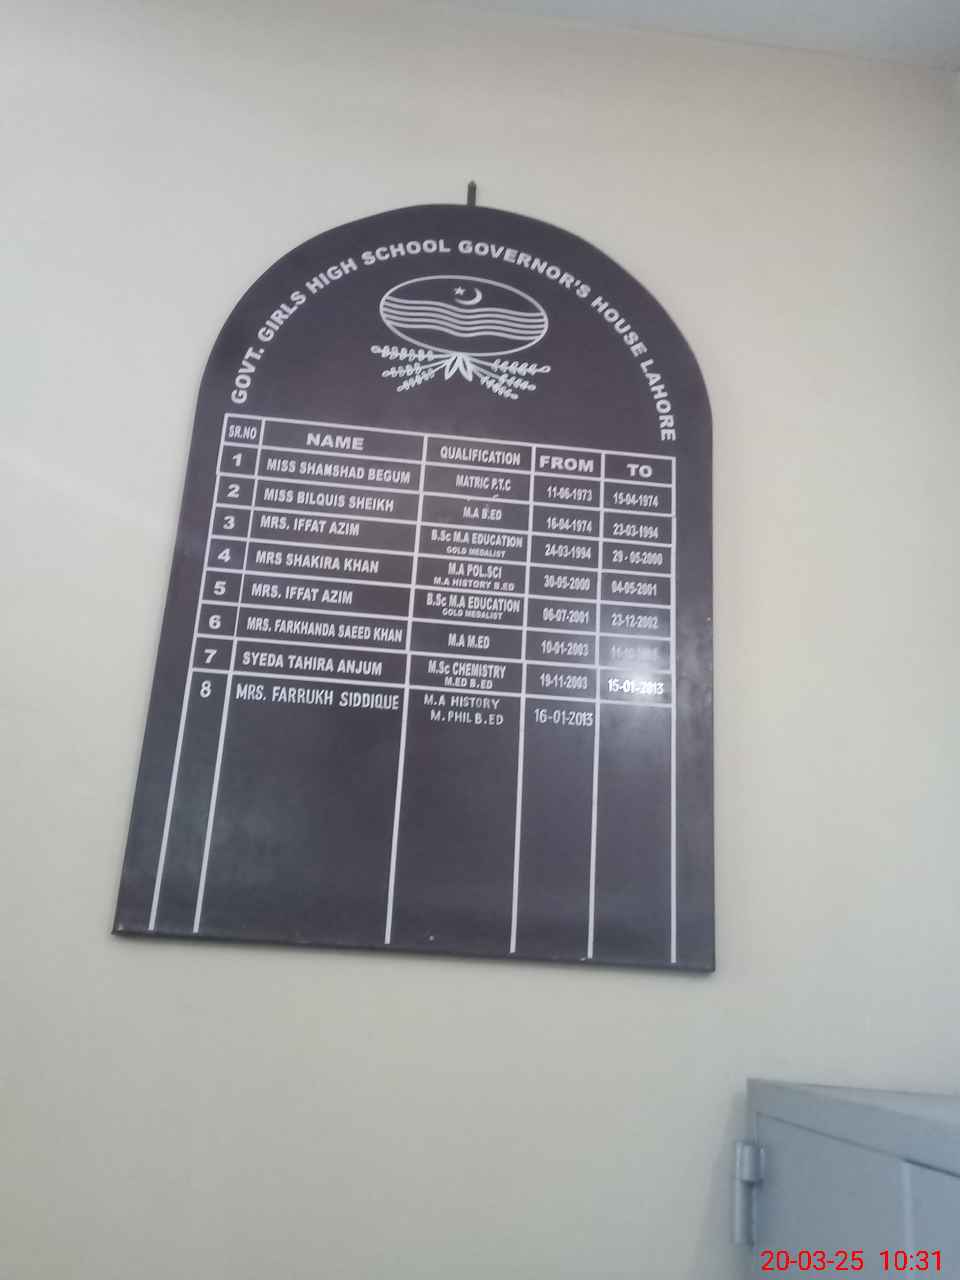 GOVT. GIRLS HIGH SCHOOL GOVERNOR'S HOUSE LAHORE
SR.NO NAME QUALIFICATION FROM TO
1 MISS SHAMSHAD BEGUM MATRIC P.T.C 11-06-1973 15-04-1974
2 MISS BILQUIS SHEIKH M.A B.ED 16-04-1974 23-03-1994
3 MRS. IFFAT AZIM B.Sc M.A EDUCATION 24-03-1994 29-05-2000
GOLD MEDALIST
4 MRS SHAKIRA KHAN M.A POL.SCI 30-05-2000 04-05-2001
M.A HISTORY B.ED
5 MRS. IFFAT AZIM B.Sc M.A EDUCATION 06-07-2001 23-12-2002
GOLD MEDALIST
6 MRS. FARKHANDA SAEED KHAN M.A M.ED 10-01-2003
7 SYEDA TAHIRA ANJUM M.Sc CHEMISTRY 19-11-2003 15-01-2013
M.ED B.ED
8 MRS. FARRUKH SIDDIQUE M.A HISTORY 16-01-2013
M. PHIL B.ED
20-03-25 10:31